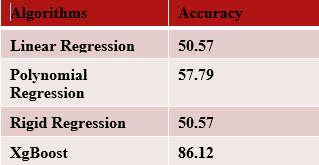 Algorithms Accuracy
Linear Regression 50.57
Polynomial 57.79
Regression
Rigid Regression 50.57
XgBoost 86.12